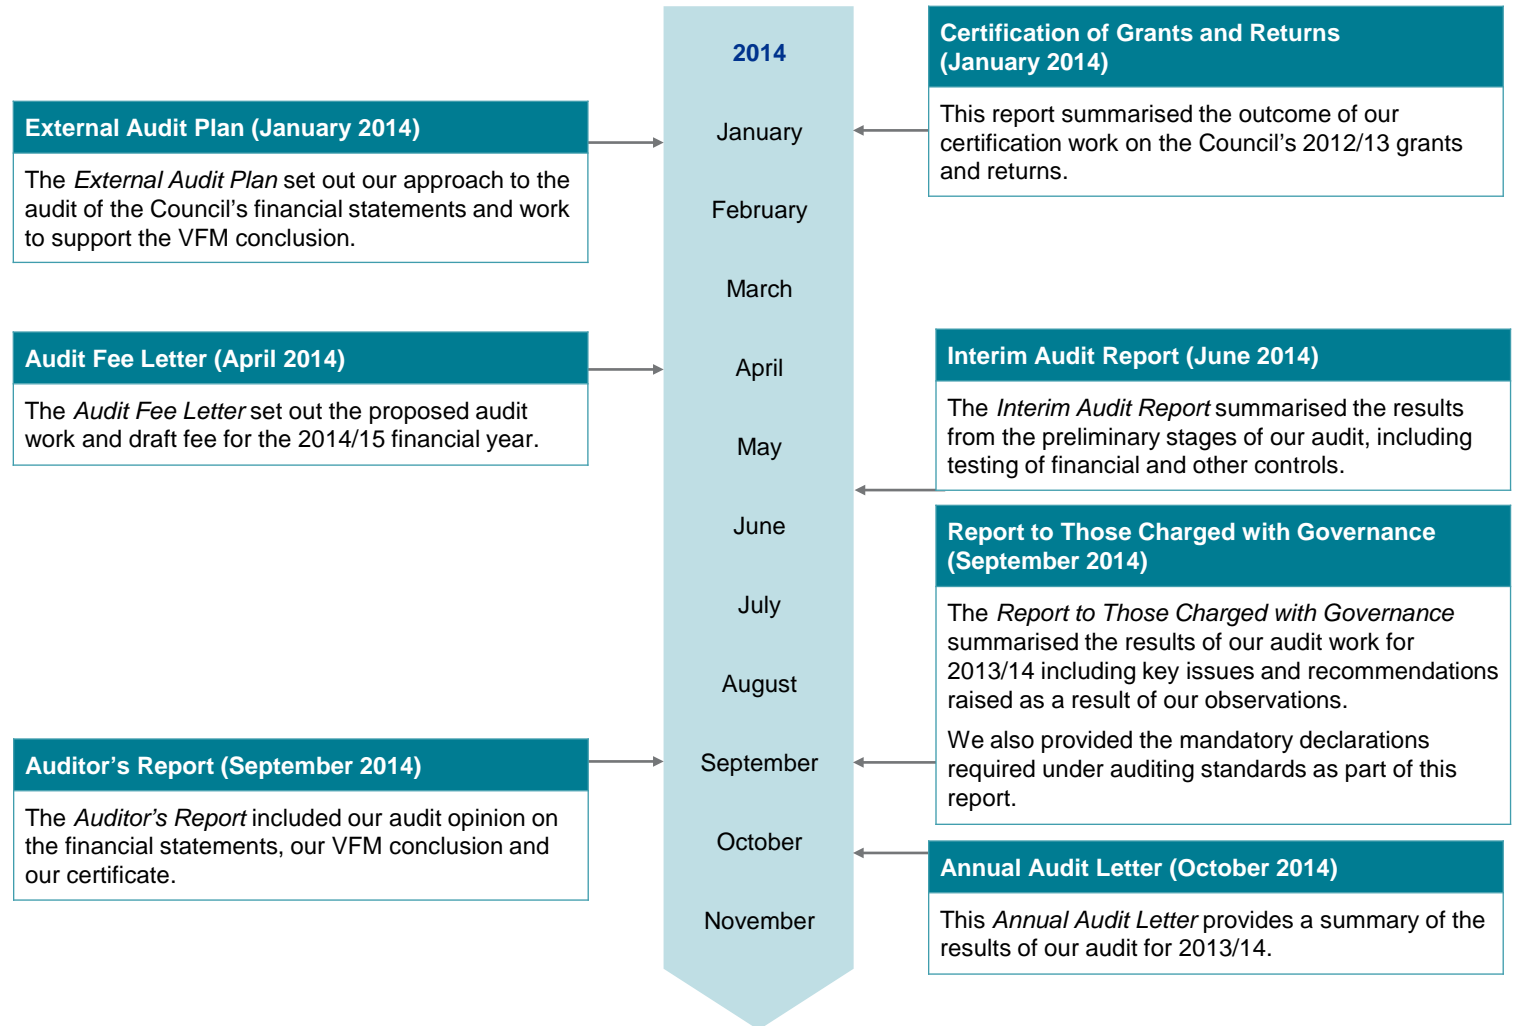 2014
January
February
March
April
May
June
July
August
September
October
November
External Audit Plan (January 2014)
The External Audit Plan set out our approach to the
audit of the Council’s financial statements and work
to support the VFM conclusion.
Audit Fee Letter (April 2014)
The Audit Fee Letter set out the proposed audit
work and draft fee for the 2014/15 financial year.
Auditor’s Report (September 2014)
The Auditor’s Report included our audit opinion on
the financial statements, our VFM conclusion and
our certificate.
Certification of Grants and Returns
(January 2014)
This report summarised the outcome of our
certification work on the Council’s 2012/13 grants
and returns.
Interim Audit Report (June 2014)
The Interim Audit Report summarised the results
from the preliminary stages of our audit, including
testing of financial and other controls.
Report to Those Charged with Governance
(September 2014)
The Report to Those Charged with Governance
summarised the results of our audit work for
2013/14 including key issues and recommendations
raised as a result of our observations.
We also provided the mandatory declarations
required under auditing standards as part of this
report.
Annual Audit Letter (October 2014)
This Annual Audit Letter provides a summary of the
results of our audit for 2013/14.